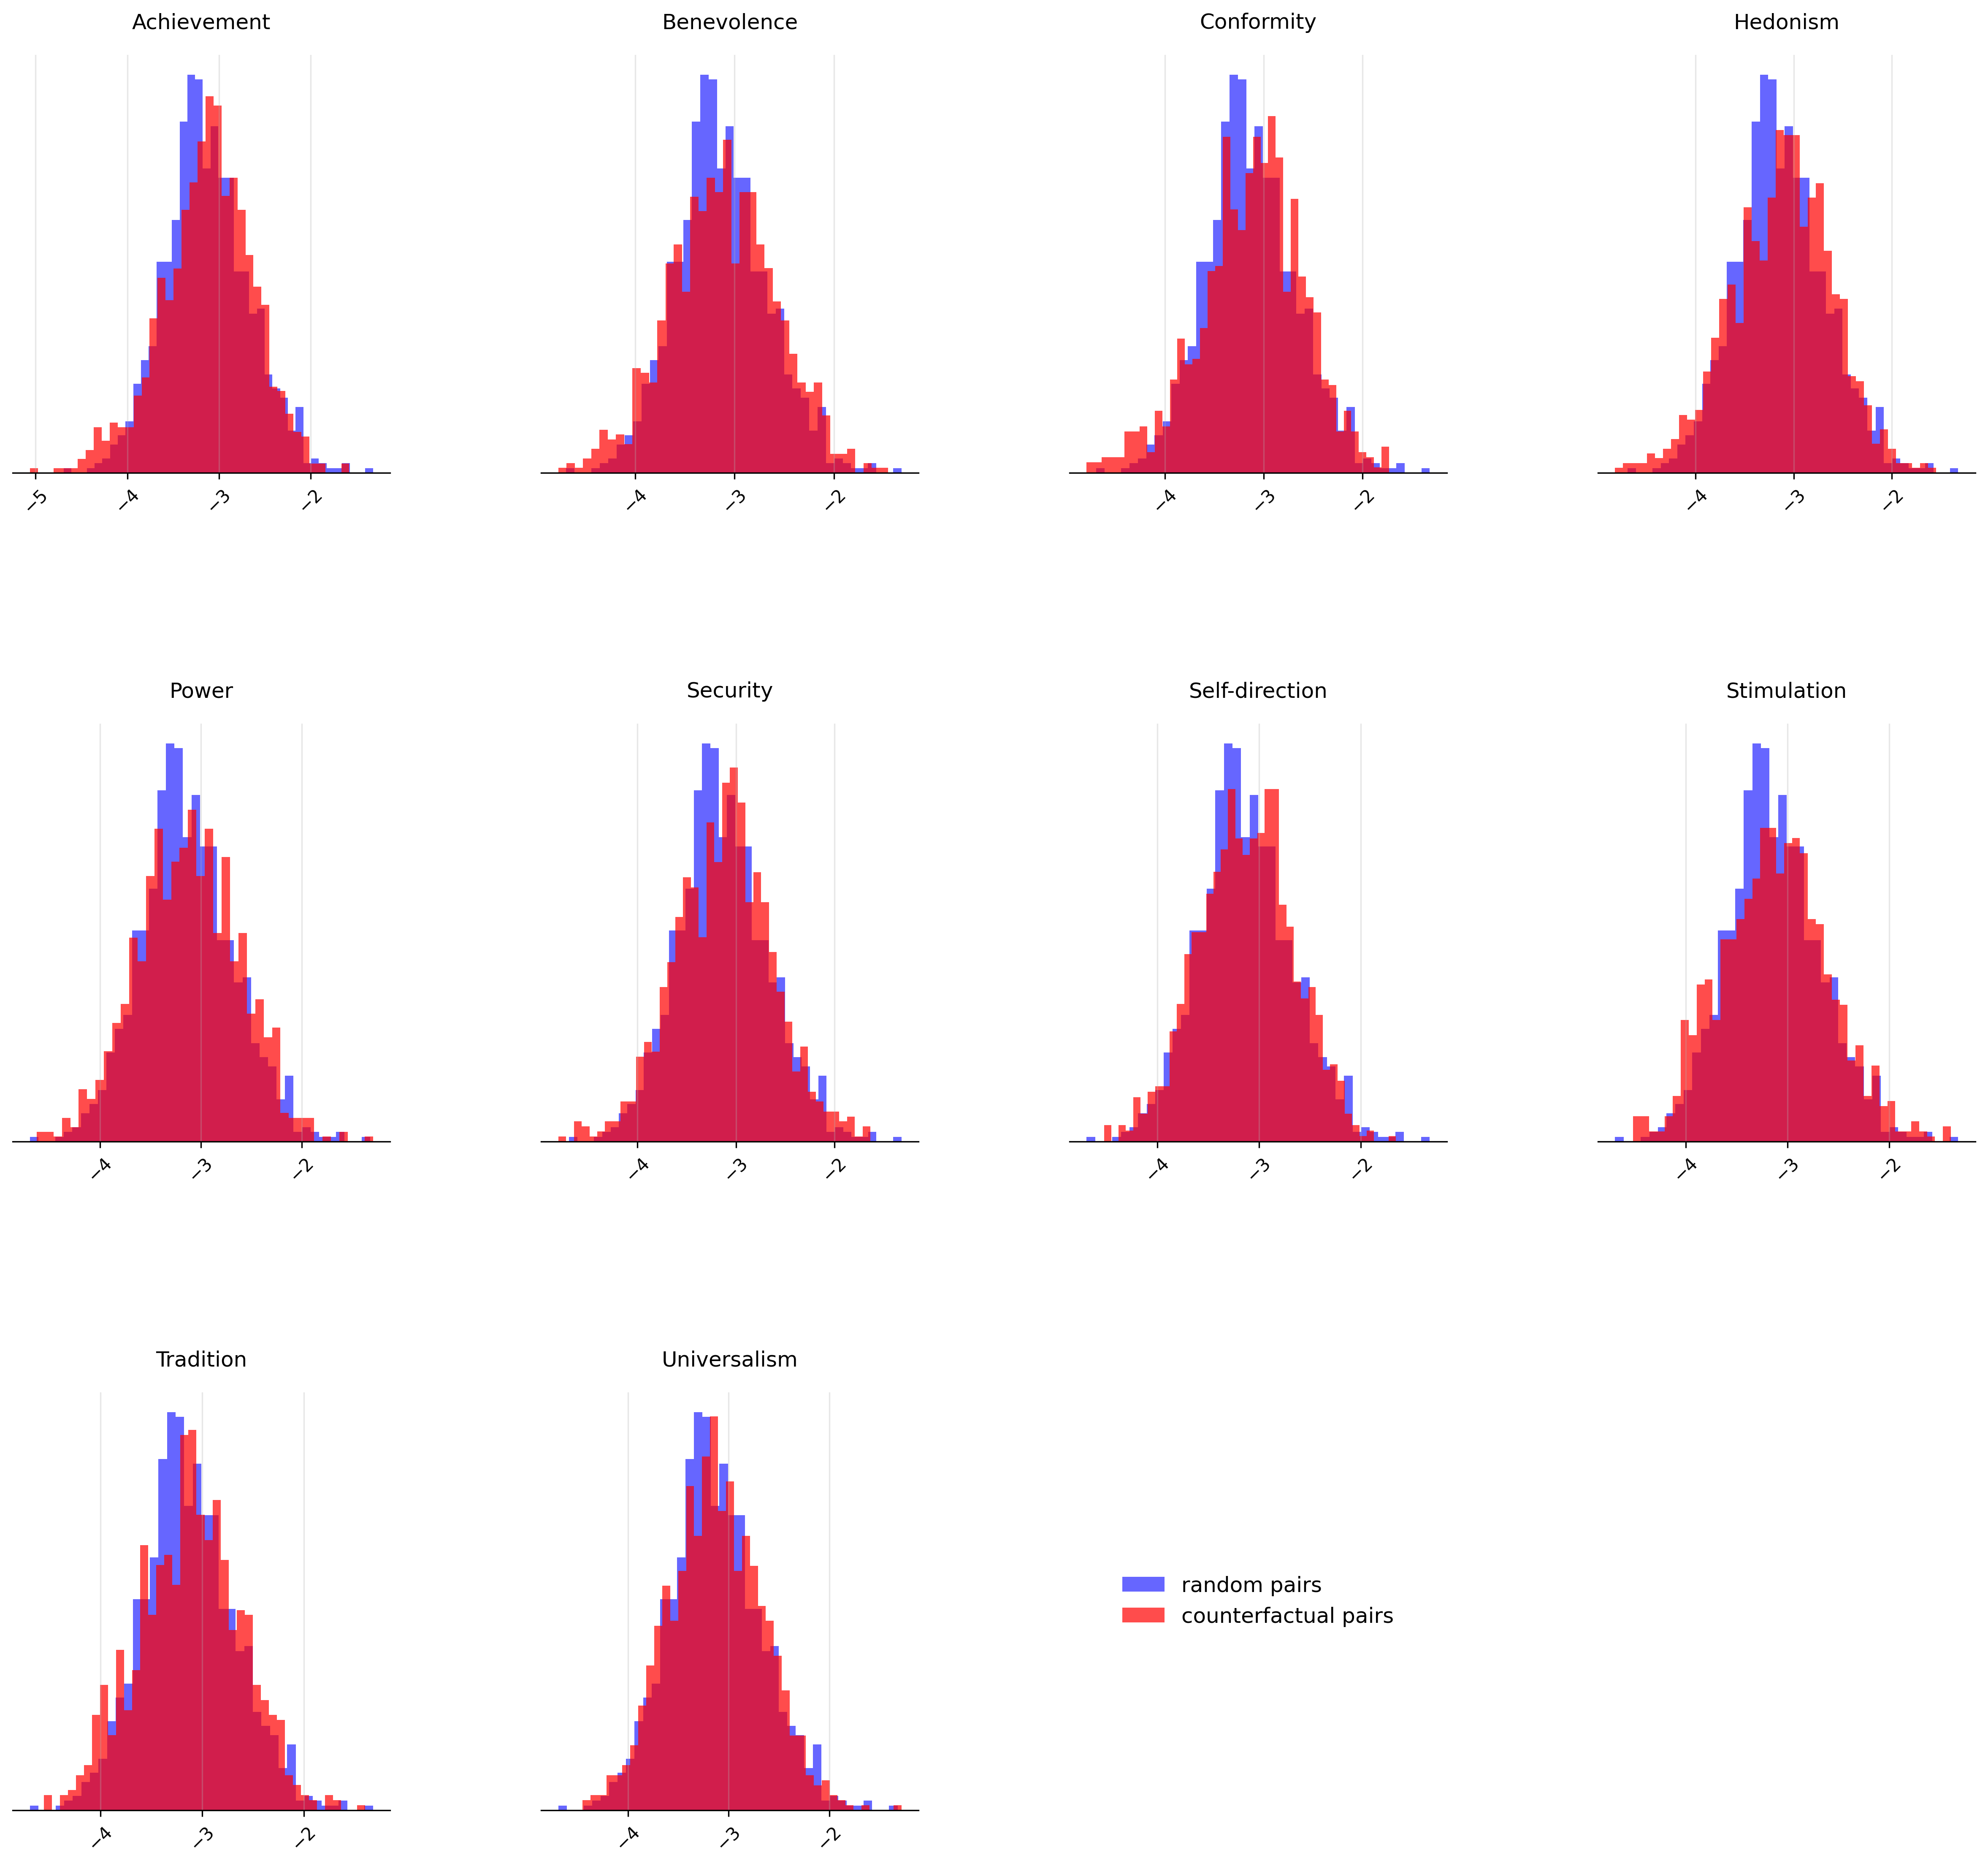 Achievement Benevolence Conformity Hedonism
−5 −4 −3 −2 −4 −3 −2 −4 −3 −2 −4 −3 −2
Power Security Self-direction Stimulation
−4 −3 −2 −4 −3 −2 −4 −3 −2 −4 −3 −2
Tradition Universalism
random pairs
counterfactual pairs
−4 −3 −2 −4 −3 −2